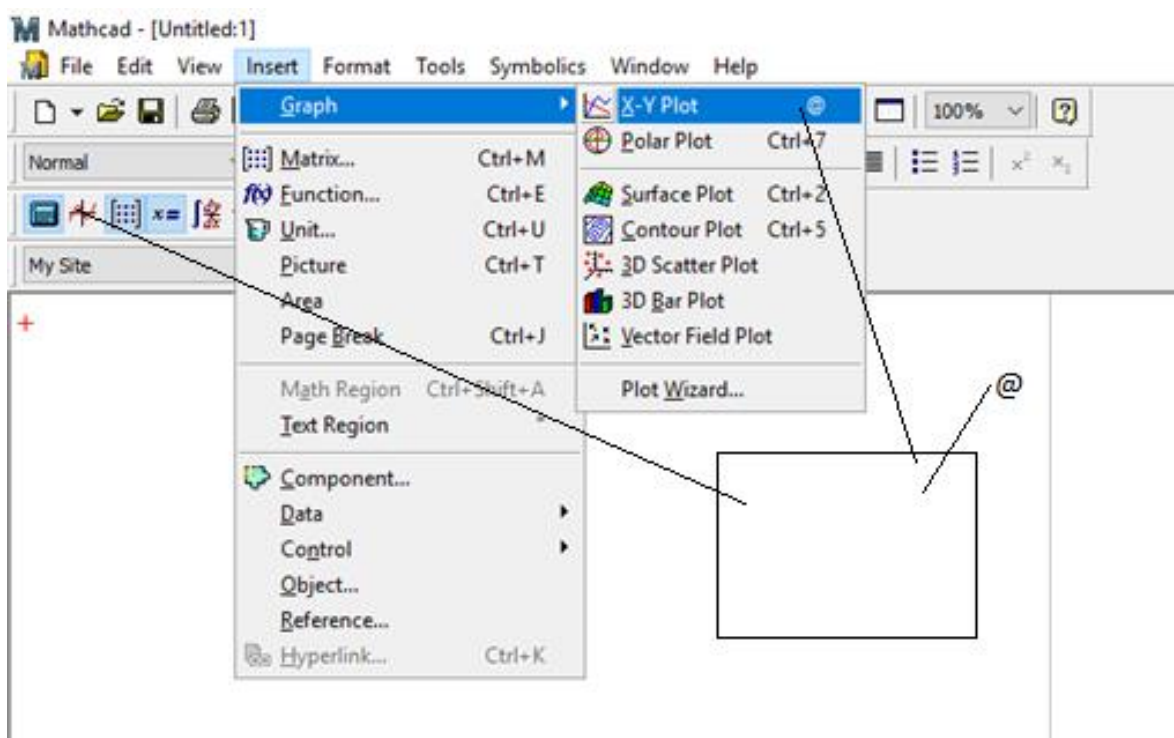 Mathcad - [Untitled:1]
File Edit View Insert Format Tools Symbolics Window Help
100%
Normal
My Site
Graph
Matrix... Ctrl+M
Function... Ctrl+E
Unit... Ctrl+U
Picture Ctrl+T
Area
Page Break Ctrl+J
Math Region Ctrl+Shift+A
Text Region "
Component...
Data
Control
Object...
Reference...
Hyperlink... Ctrl+K
X-Y Plot @
Polar Plot Ctrl+7
Surface Plot Ctrl+2
Contour Plot Ctrl+5
3D Scatter Plot
3D Bar Plot
Vector Field Plot
Plot Wizard...
@